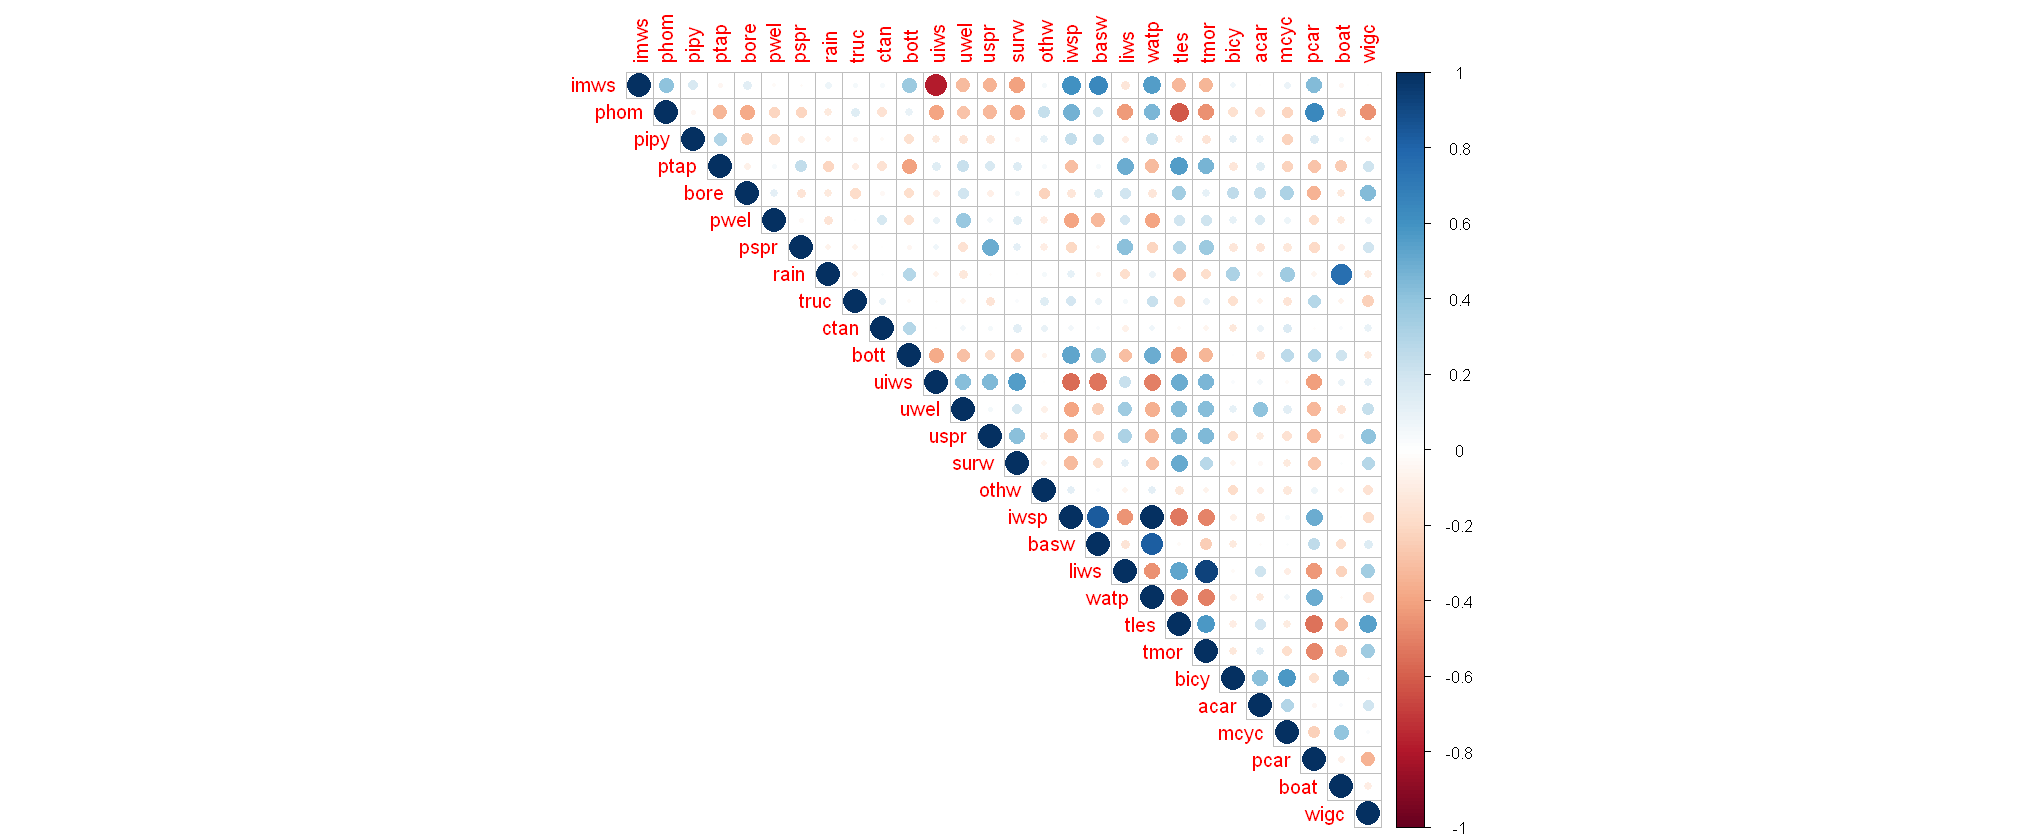 imws phom pipy ptap bore pwel pspr rain truc ctan bott uiws uwel uspr surw othw iwsp basw liws watp tles tmor bicy acar mcyc pcar boat wigc
imws
phom
pipy
ptap
bore
pwel
pspr
rain
truc
ctan
bott
uiws
uwel
uspr
surw
othw
iwsp
basw
liws
watp
tles
tmor
bicy
acar
mcyc
pcar
boat
wigc
1
0.8
0.6
0.4
0.2
0
-0.2
-0.4
-0.6
-0.8
-1